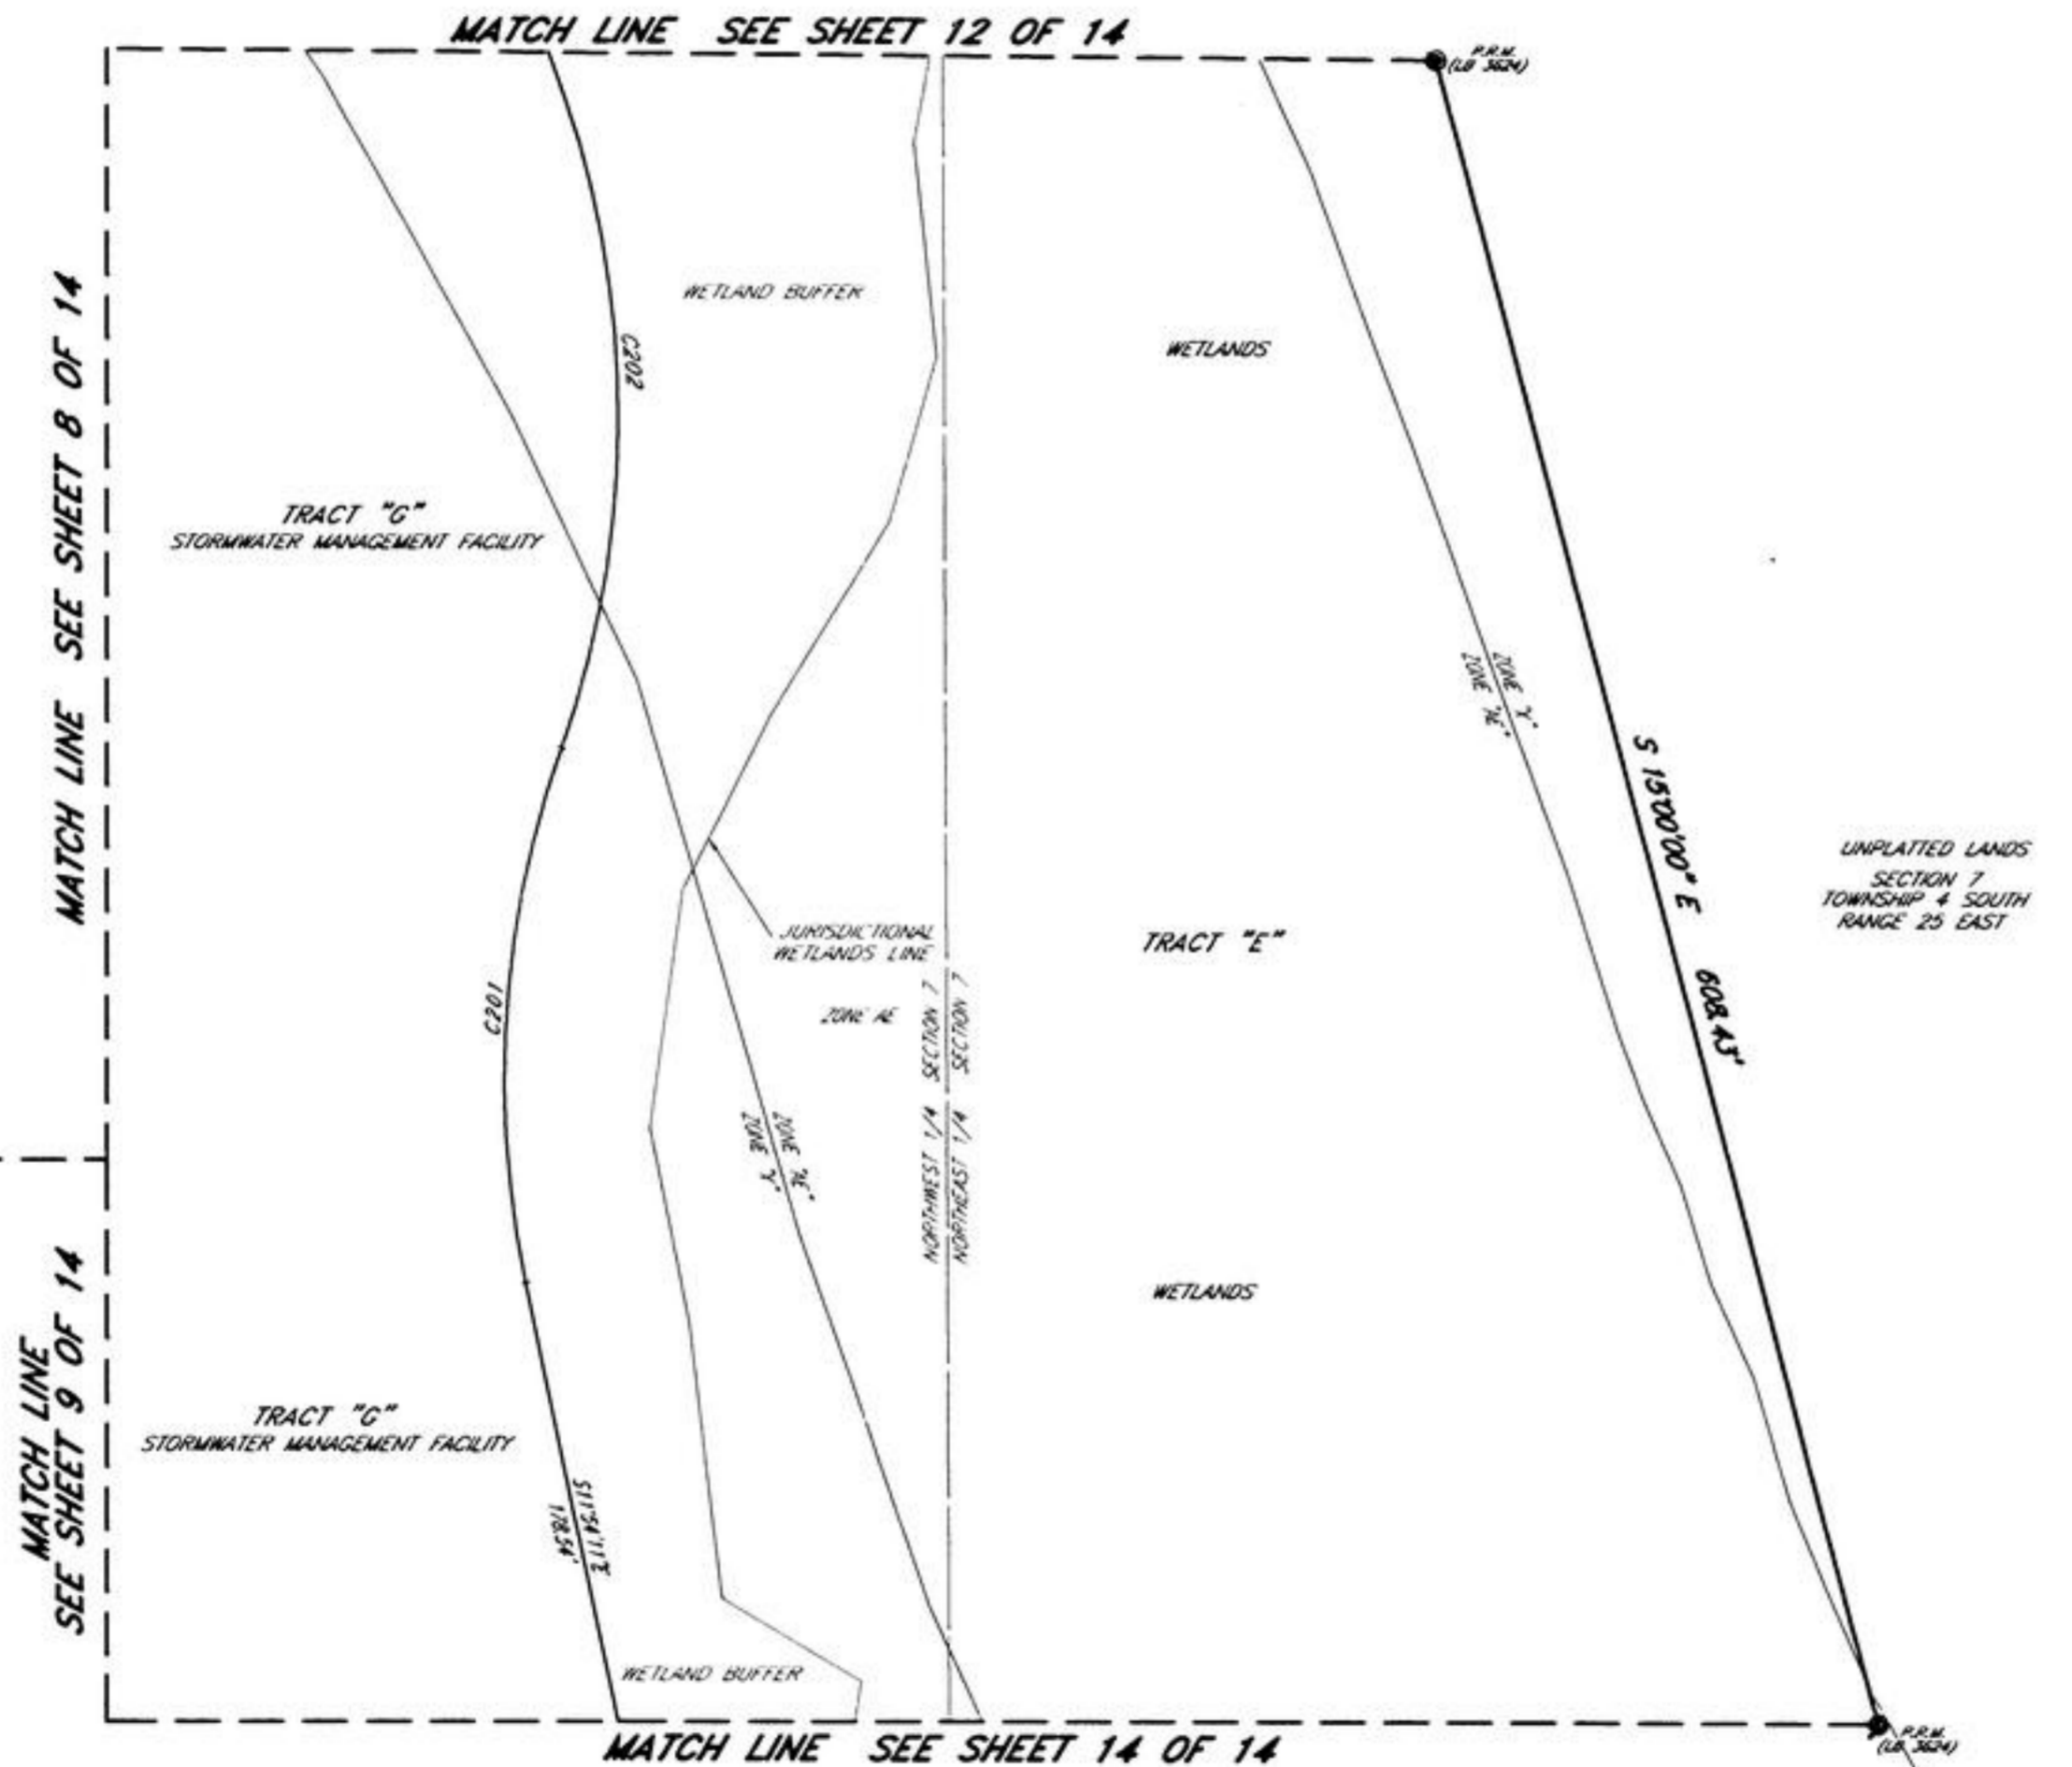 MATCH LINE SEE SHEET 12 OF 14
P.R.M.
(LB 3624)
MATCH LINE SEE SHEET 8 OF 14
WETLAND BUFFER
C202
WETLANDS
TRACT "G"
STORMWATER MANAGEMENT FACILITY
ZONE "X"
ZONE "AE"
S 15°00'00" E 608.43'
UNPLATTED LANDS
SECTION 7
TOWNSHIP 4 SOUTH
RANGE 25 EAST
JURISDICTIONAL
WETLANDS LINE
TRACT "E"
C201
ZONE AE
NORTHWEST 1/4 SECTION 7
NORTHEAST 1/4 SECTION 7
ZONE "AE"
ZONE "X"
WETLANDS
MATCH LINE
SEE SHEET 9 OF 14
TRACT "G"
STORMWATER MANAGEMENT FACILITY
S11°54'11"E
178.54'
WETLAND BUFFER
MATCH LINE SEE SHEET 14 OF 14
P.R.M.
(LB 3624)